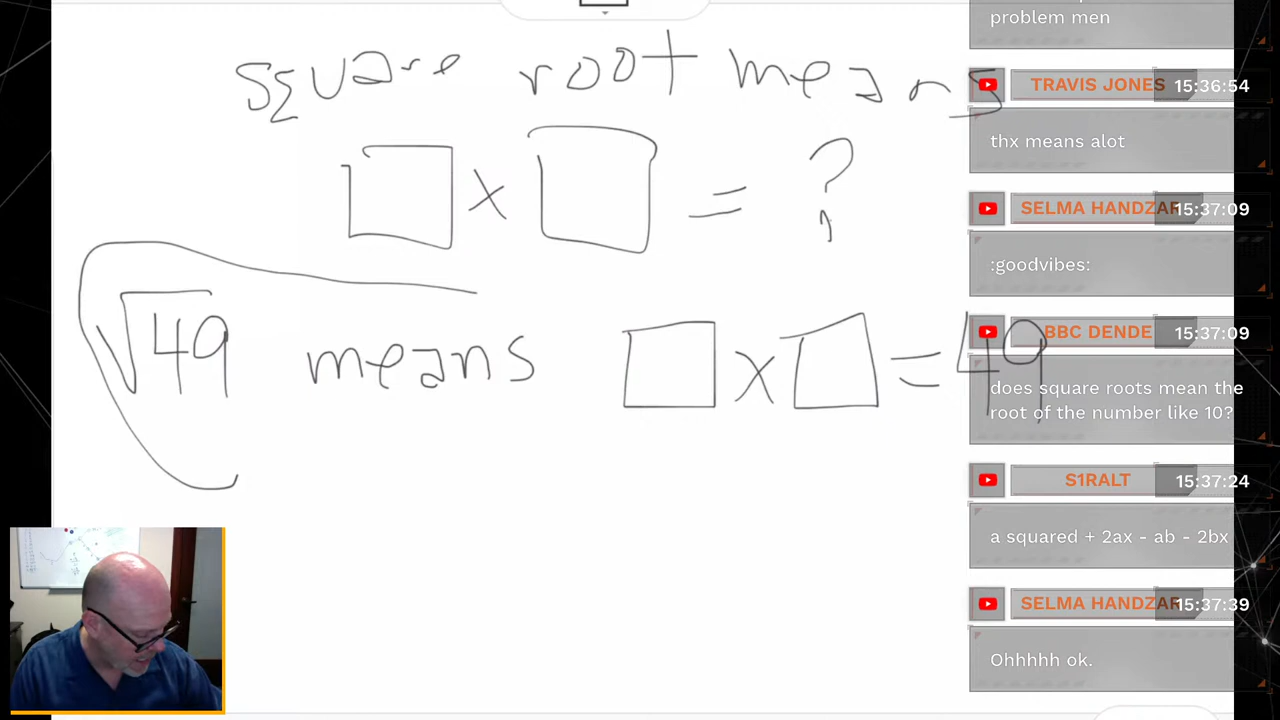 square root means
□ × □ = ?
√49 means □ × □ = 49
problem men
TRAVIS JONES 15:36:54
thx means alot
SELMA HANDZAR 15:37:09
:goodvibes:
BBC DENDE 15:37:09
does square roots mean the
root of the number like 10?
S1RALT 15:37:24
a squared + 2ax - ab - 2bx
SELMA HANDZAR 15:37:39
Ohhhhh ok.